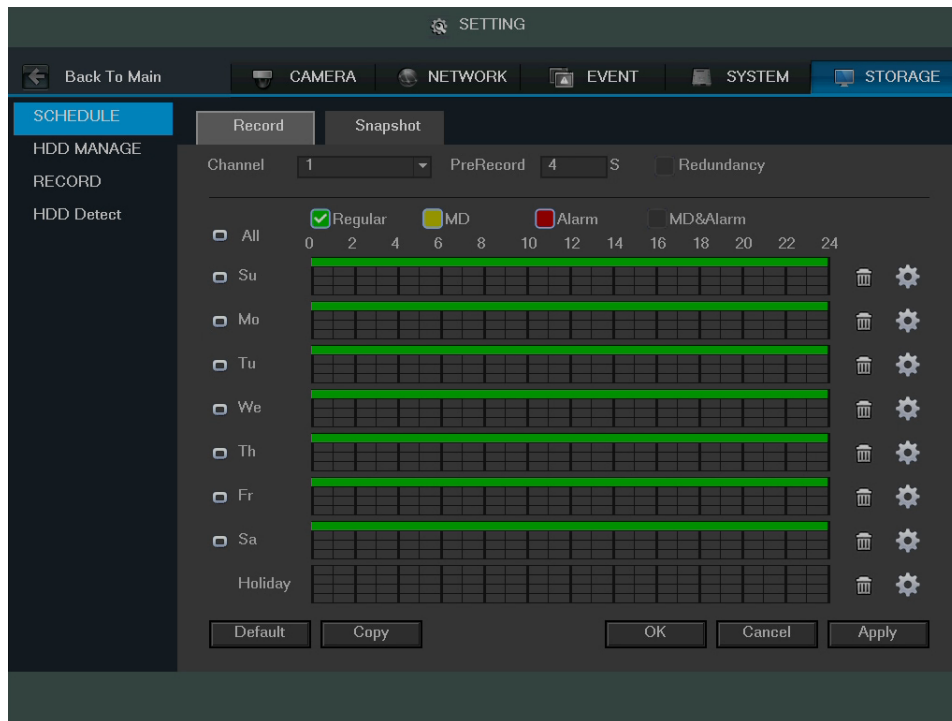 SETTING
Back To Main CAMERA NETWORK EVENT SYSTEM STORAGE
SCHEDULE
HDD MANAGE
RECORD
HDD Detect
Record Snapshot
Channel 1 PreRecord 4 S Redundancy
Regular MD Alarm MD&Alarm
All 0 2 4 6 8 10 12 14 16 18 20 22 24
Su
Mo
Tu
We
Th
Fr
Sa
Holiday
Default Copy OK Cancel Apply